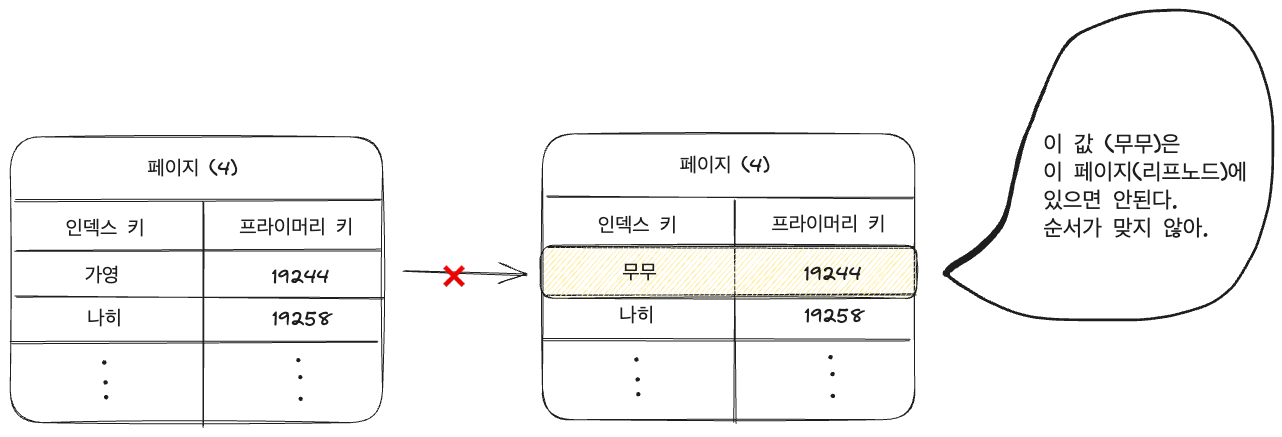 페이지 (4)
인덱스 키 프라이머리 키
가영 19244
나히 19258
페이지 (4)
인덱스 키 프라이머리 키
무무 19244
나히 19258
이 값 (무무)은
이 페이지(리프노드)에
있으면 안된다.
순서가 맞지 않아.